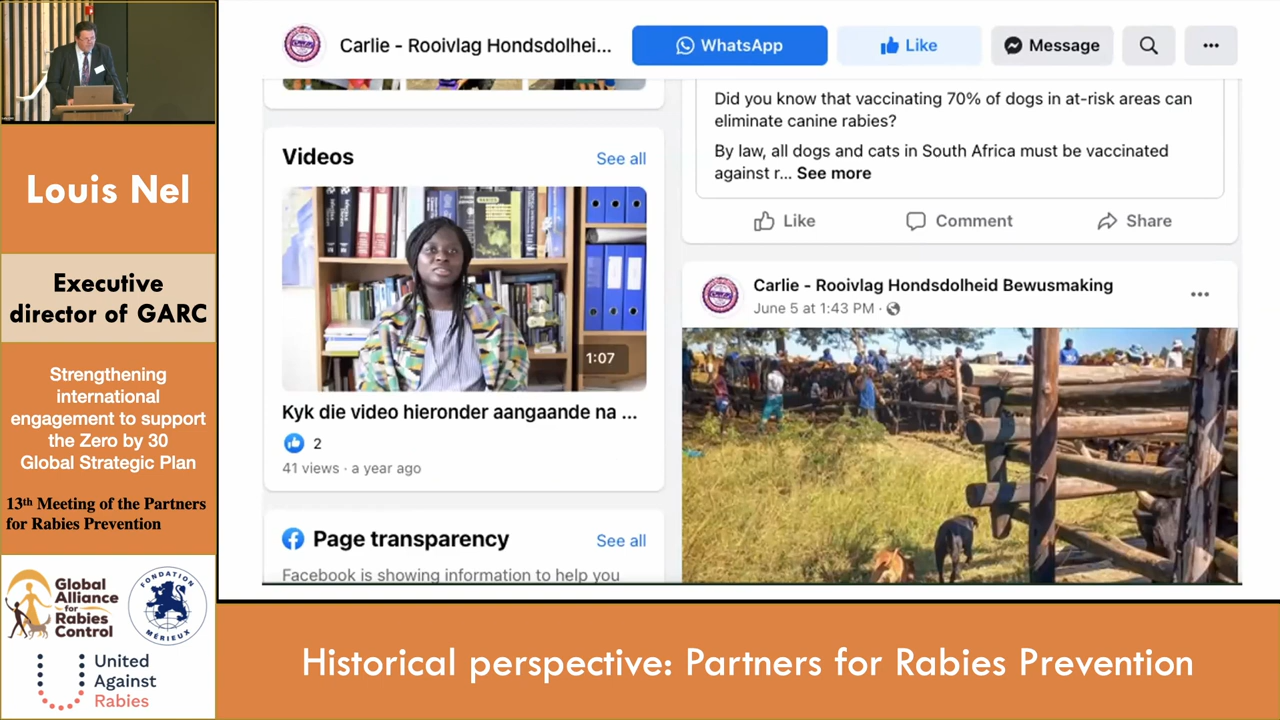 Louis Nel
Executive
director of GARC
Strengthening
international
engagement to support
the Zero by 30
Global Strategic Plan
13th Meeting of the Partners
for Rabies Prevention
Global
Alliance
for
Rabies
Control
FONDATION
MÉRIEUX
United
Against
Rabies
Carlie - Rooivlag Hondsdolhei...
WhatsApp
Like
Message
Videos
See all
1:07
Kyk die video hieronder aangaande na ...
2
41 views · a year ago
Page transparency
See all
Facebook is showing information to help you
Did you know that vaccinating 70% of dogs in at-risk areas can
eliminate canine rabies?
By law, all dogs and cats in South Africa must be vaccinated
against r... See more
Like
Comment
Share
Carlie - Rooivlag Hondsdolheid Bewusmaking
June 5 at 1:43 PM ·
Historical perspective: Partners for Rabies Prevention